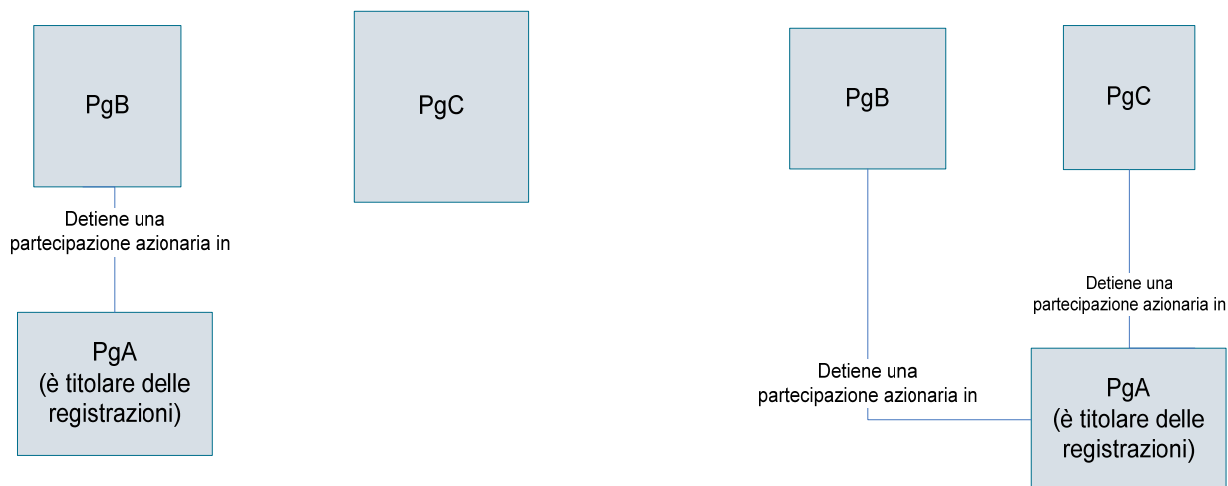 PgB
Detiene una
partecipazione azionaria in
PgA
(è titolare delle
registrazioni)
PgC
PgB
Detiene una
partecipazione azionaria in
PgC
Detiene una
partecipazione azionaria in
PgA
(è titolare delle
registrazioni)